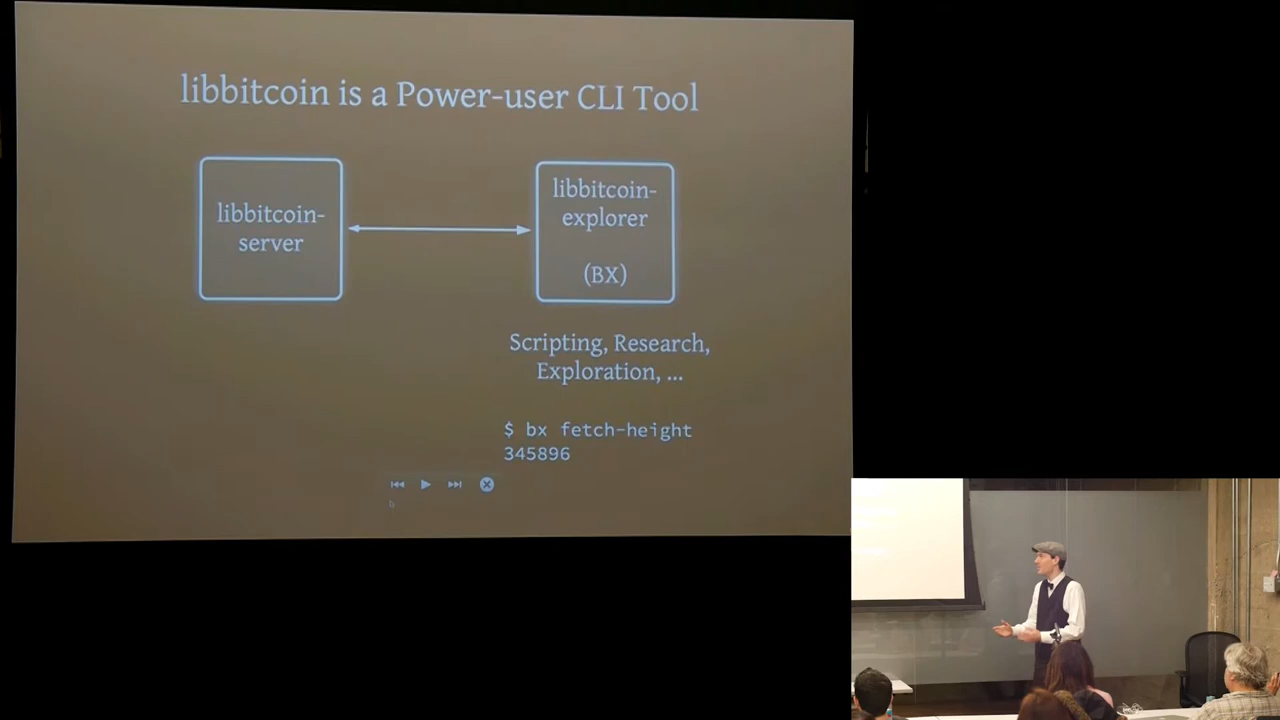 libbitcoin is a Power-user CLI Tool
libbitcoin-
server
libbitcoin-
explorer
(BX)
Scripting, Research,
Exploration, ...
$ bx fetch-height
345896